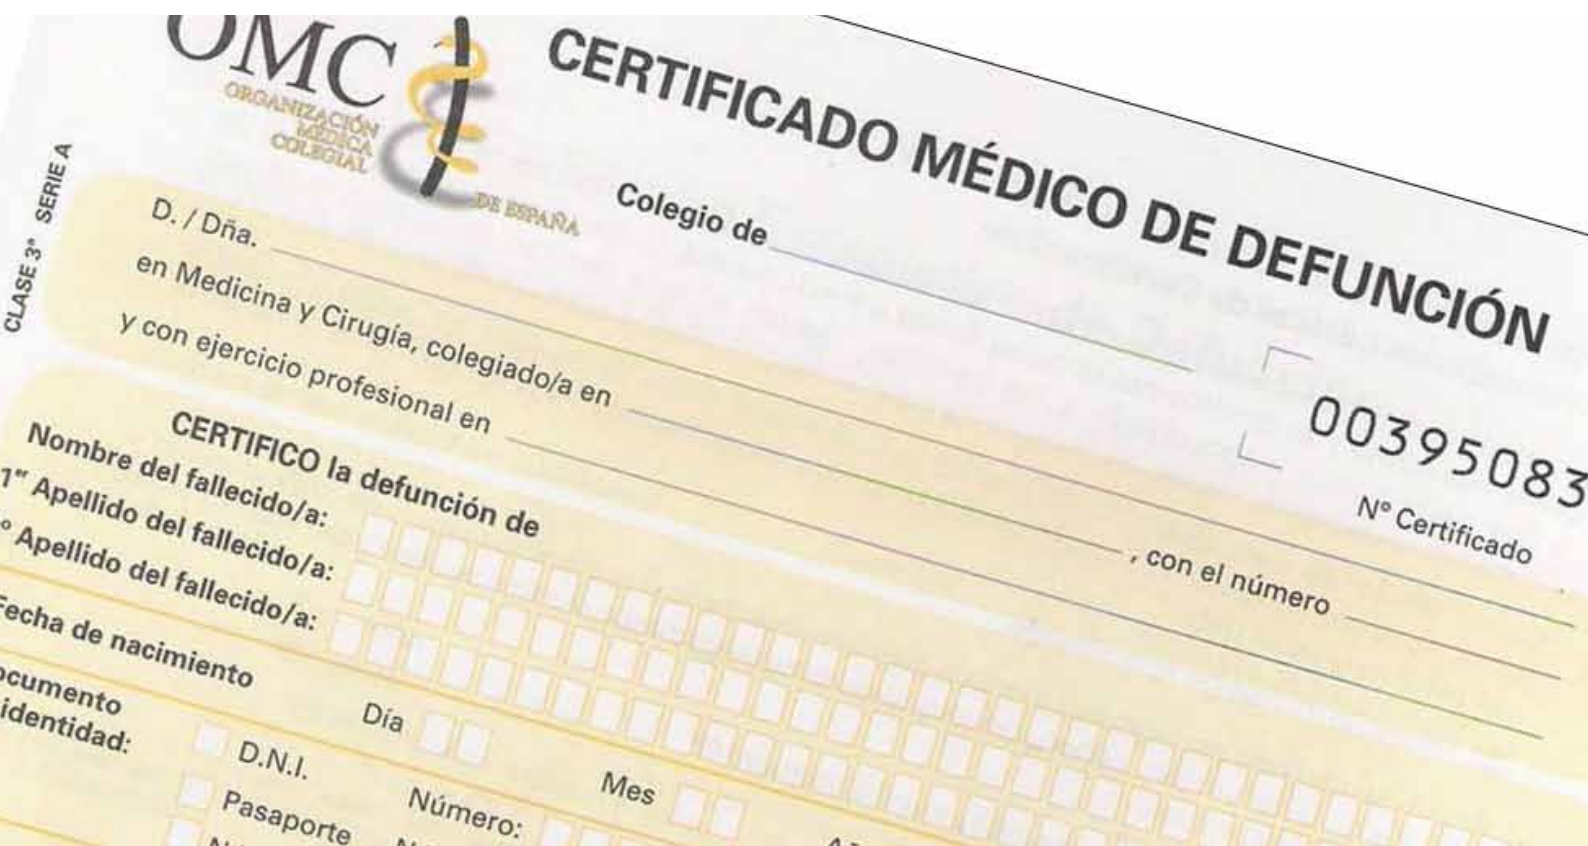 OMC
ORGANIZACIÓN
MÉDICA
COLEGIAL
DE ESPAÑA
CERTIFICADO MÉDICO DE DEFUNCIÓN
CLASE 3ª SERIE A
Colegio de
00395083
Nº Certificado
D. / Dña.
en Medicina y Cirugía, colegiado/a en , con el número
y con ejercicio profesional en
CERTIFICO la defunción de
Nombre del fallecido/a:
1er Apellido del fallecido/a:
º Apellido del fallecido/a:
Fecha de nacimiento Día Mes
ocumento
identidad:
D.N.I. Número:
Pasaporte